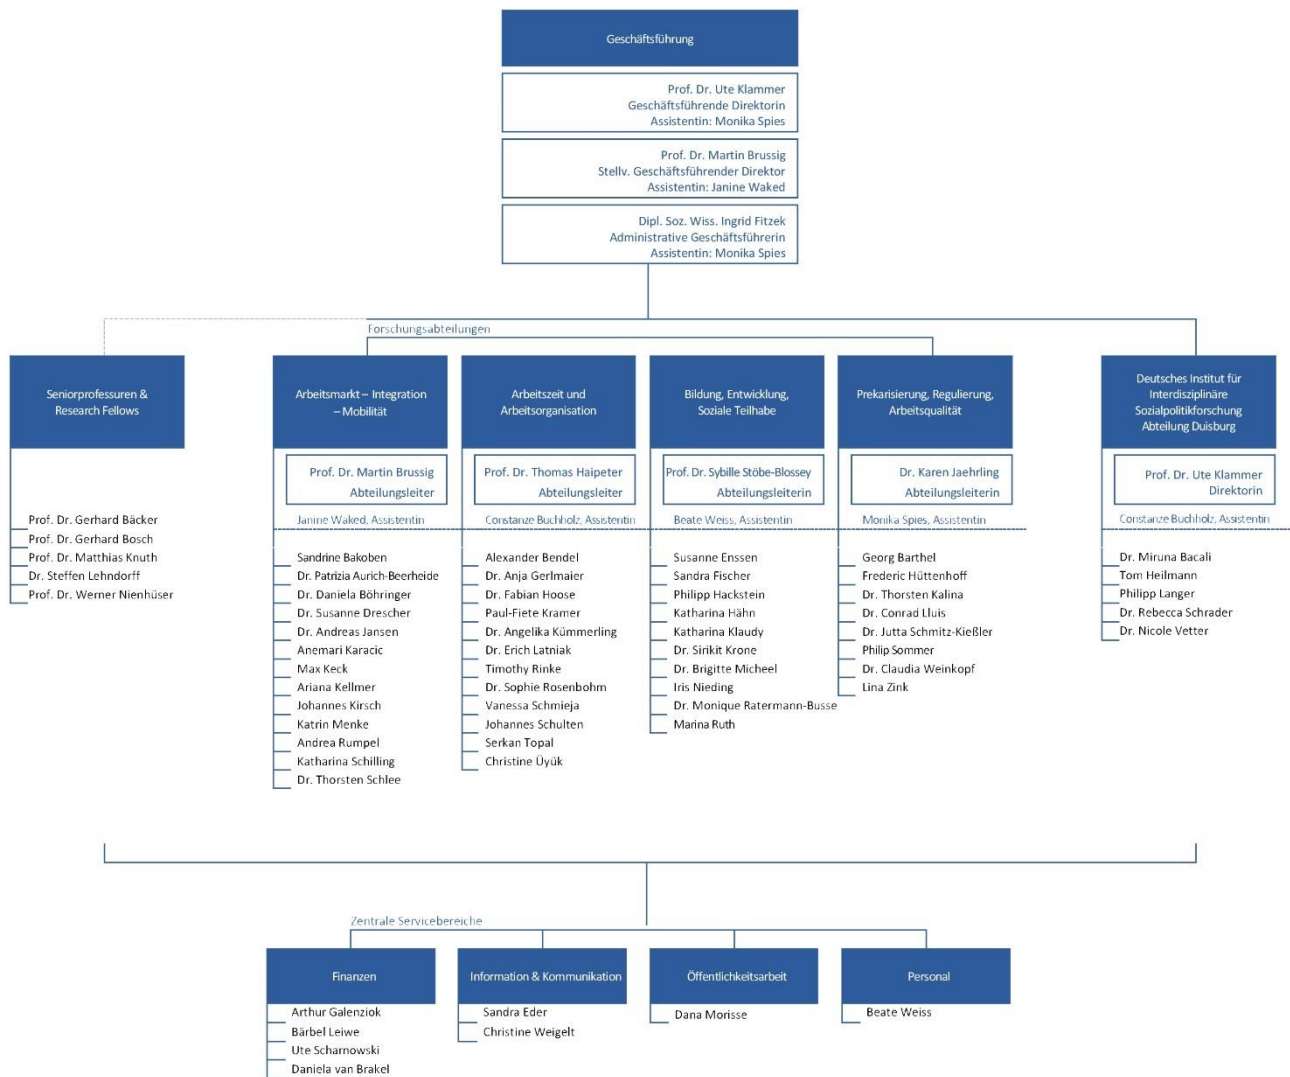 Geschäftsführung
Prof. Dr. Ute Klammer
Geschäftsführende Direktorin
Assistentin: Monika Spies
Prof. Dr. Martin Brussig
Stellv. Geschäftsführender Direktor
Assistentin: Janine Waked
Dipl. Soz. Wiss. Ingrid Fitzek
Administrative Geschäftsführerin
Assistentin: Monika Spies
Forschungsabteilungen
Seniorprofessuren &
Research Fellows
Prof. Dr. Gerhard Bäcker
Prof. Dr. Gerhard Bosch
Prof. Dr. Matthias Knuth
Dr. Steffen Lehndorff
Prof. Dr. Werner Nienhüser
Arbeitsmarkt – Integration
– Mobilität
Prof. Dr. Martin Brussig
Abteilungsleiter
Janine Waked, Assistentin
Sandrine Bakoben
Dr. Patrizia Aurich-Beerheide
Dr. Daniela Böhringer
Dr. Susanne Drescher
Dr. Andreas Jansen
Anemari Karacic
Max Keck
Ariana Kellmer
Johannes Kirsch
Katrin Menke
Andrea Rumpel
Katharina Schilling
Dr. Thorsten Schlee
Arbeitszeit und
Arbeitsorganisation
Prof. Dr. Thomas Haipeter
Abteilungsleiter
Constanze Buchholz, Assistentin
Alexander Bendel
Dr. Anja Gerlmaier
Dr. Fabian Hoose
Paul-Fiete Kramer
Dr. Angelika Kümmerling
Dr. Erich Latniak
Timothy Rinke
Dr. Sophie Rosenbohm
Vanessa Schmieja
Johannes Schulten
Serkan Topal
Christine Üyük
Bildung, Entwicklung,
Soziale Teilhabe
Prof. Dr. Sybille Stöbe-Blossey
Abteilungsleiterin
Beate Weiss, Assistentin
Susanne Enssen
Sandra Fischer
Philipp Hackstein
Katharina Hähn
Katharina Klaudy
Dr. Sirikit Krone
Dr. Brigitte Micheel
Iris Nieding
Dr. Monique Ratermann-Busse
Marina Ruth
Prekarisierung, Regulierung,
Arbeitsqualität
Dr. Karen Jaehrling
Abteilungsleiterin
Monika Spies, Assistentin
Georg Barthel
Frederic Hüttenhoff
Dr. Thorsten Kalina
Dr. Conrad Lluis
Dr. Jutta Schmitz-Kießler
Philip Sommer
Dr. Claudia Weinkopf
Lina Zink
Deutsches Institut für
Interdisziplinäre
Sozialpolitikforschung
Abteilung Duisburg
Prof. Dr. Ute Klammer
Direktorin
Constanze Buchholz, Assistentin
Dr. Miruna Bacali
Tom Heilmann
Philipp Langer
Dr. Rebecca Schrader
Dr. Nicole Vetter
Zentrale Servicebereiche
Finanzen
Arthur Galenziok
Bärbel Leiwe
Ute Scharnowski
Daniela van Brakel
Information & Kommunikation
Sandra Eder
Christine Weigelt
Öffentlichkeitsarbeit
Dana Morisse
Personal
Beate Weiss